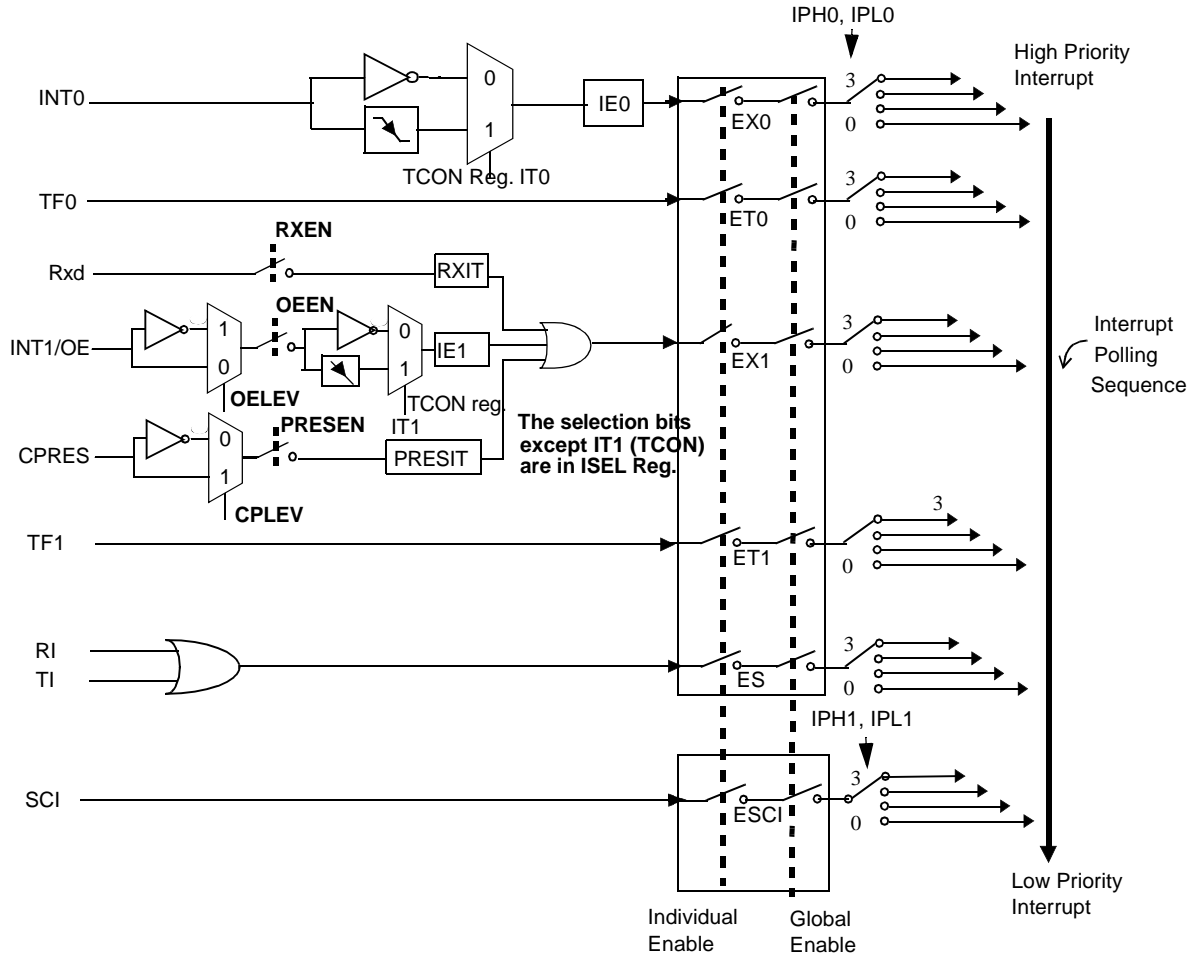 IPH0, IPL0
High Priority
Interrupt
INT0
0
1
IE0
EX0
3
0
TCON Reg. IT0
TF0
ET0
3
0
RXEN
Rxd
RXIT
OEEN
INT1/OE
1
0
0
1
IE1
EX1
3
0
Interrupt
Polling
Sequence
OELEV
TCON reg.
IT1
PRESEN
CPRES
0
1
PRESIT
The selection bits
except IT1 (TCON)
are in ISEL Reg.
CPLEV
TF1
ET1
3
0
RI
TI
ES
3
0
IPH1, IPL1
SCI
ESCI
3
0
Low Priority
Interrupt
Individual
Enable
Global
Enable